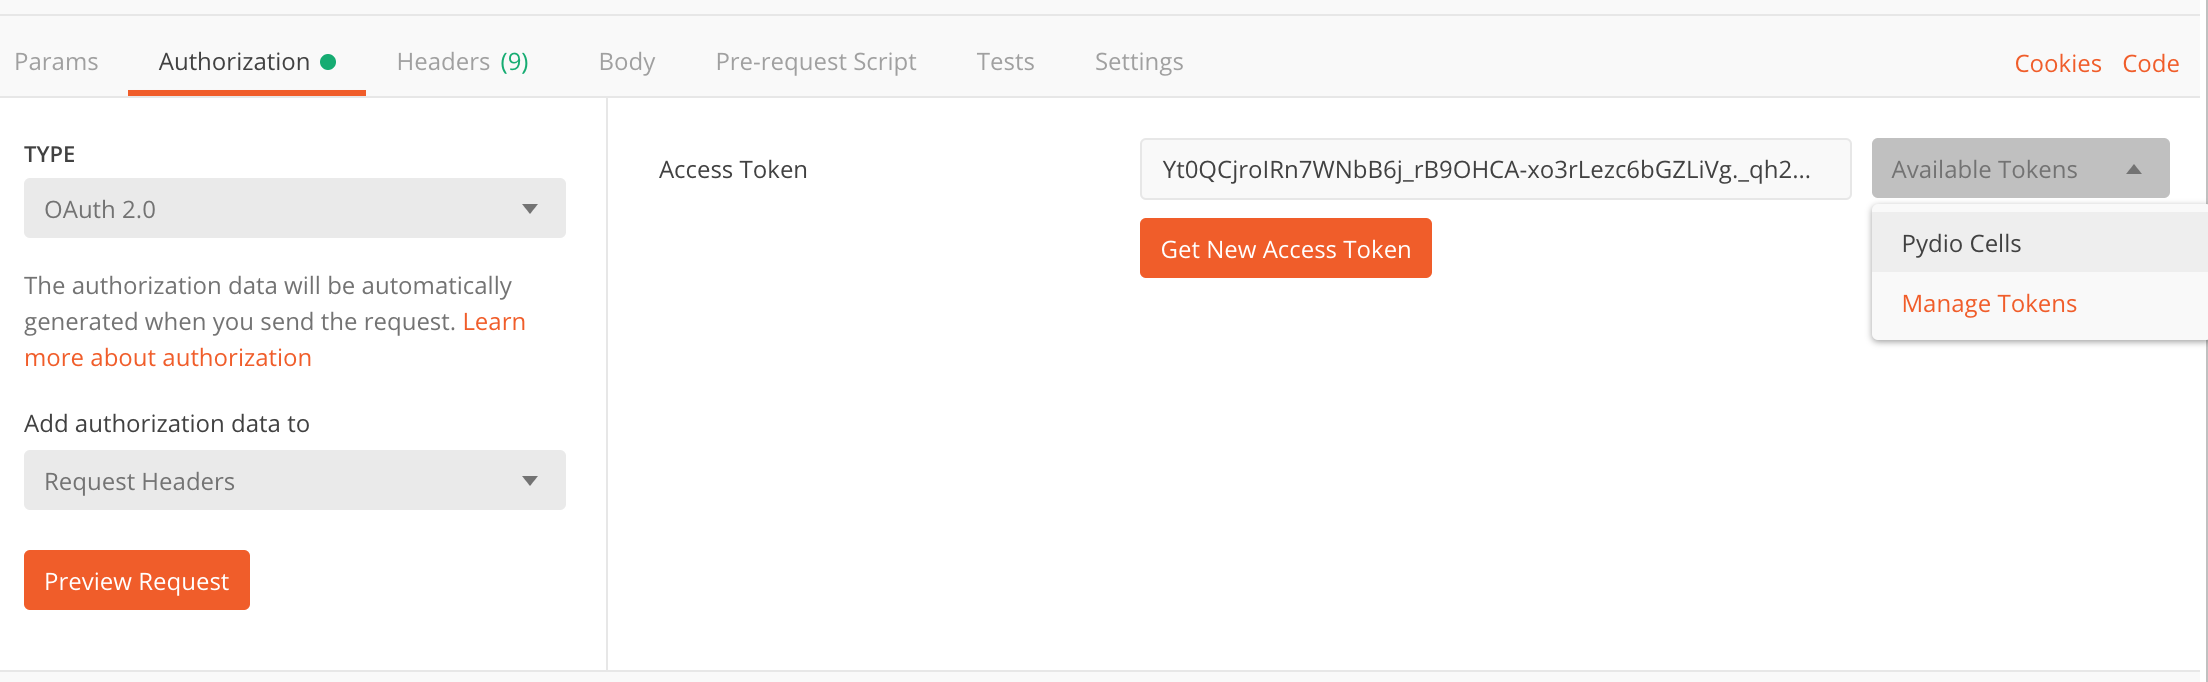 Params Authorization Headers (9) Body Pre-request Script Tests Settings Cookies Code
TYPE
OAuth 2.0
The authorization data will be automatically
generated when you send the request. Learn
more about authorization
Add authorization data to
Request Headers
Preview Request
Access Token
Yt0QCjroIRn7WNbB6j_rB9OHCA-xo3rLezc6bGZLiVg._qh2...
Get New Access Token
Available Tokens
Pydio Cells
Manage Tokens